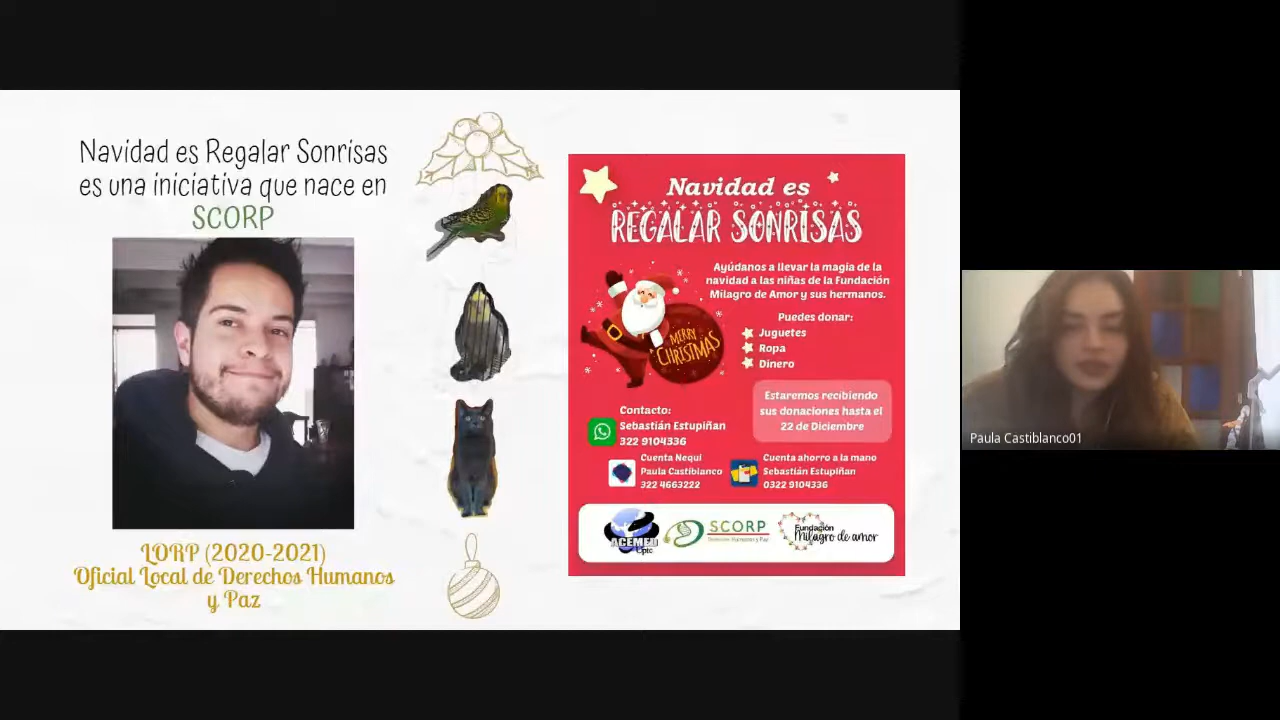 Navidad es Regalar Sonrisas
es una iniciativa que nace en
SCORP
LORP (2020-2021)
Oficial Local de Derechos Humanos
y Paz
Navidad es
REGALAR SONRISAS
Ayúdanos a llevar la magia de la
navidad a las niñas de la Fundación
Milagro de Amor y sus hermanos.
Puedes donar:
Juguetes
Ropa
Dinero
MERRY
CHRISTMAS
Estaremos recibiendo
sus donaciones hasta el
22 de Diciembre
Contacto:
Sebastián Estupiñan
322 9104336
Cuenta Nequi
Paula Castiblanco
322 4663222
Cuenta ahorro a la mano
Sebastián Estupiñan
0322 9104336
ACEMED
Uptc
SCORP
Fundación
Milagro de amor
Paula Castiblanco01